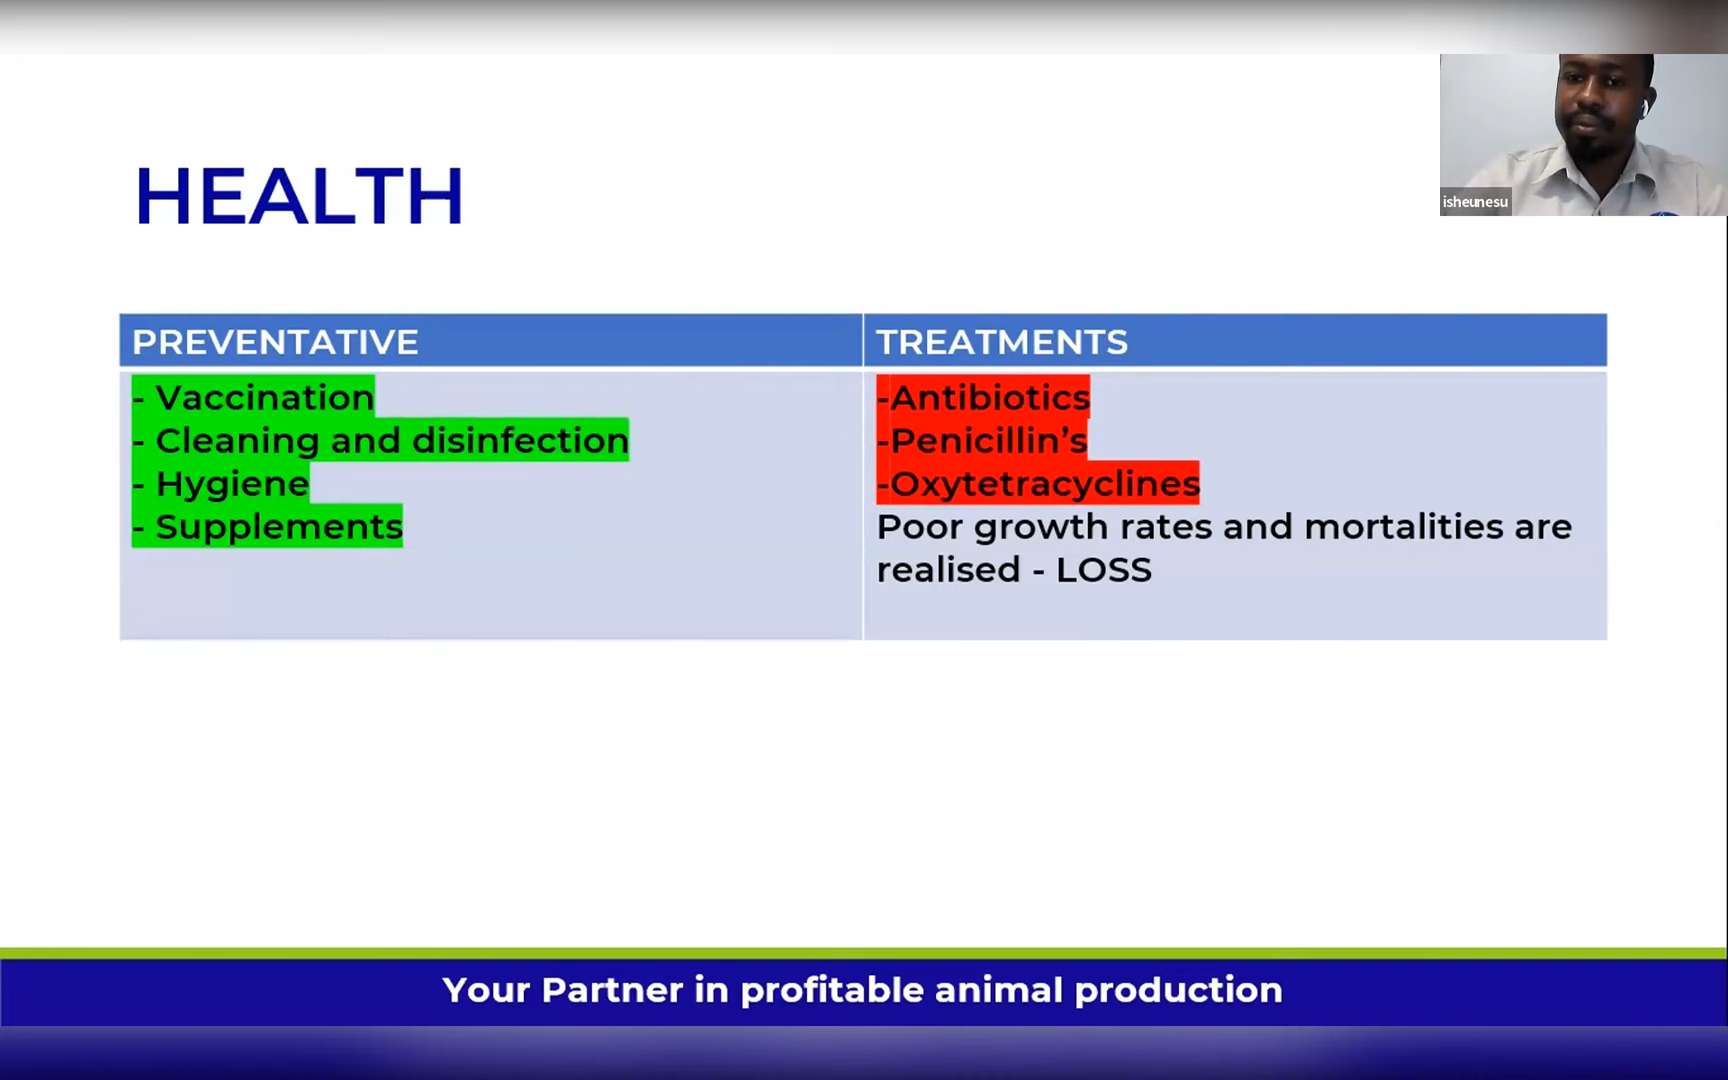 isheunesu
HEALTH
PREVENTATIVE
- Vaccination
- Cleaning and disinfection
- Hygiene
- Supplements
TREATMENTS
-Antibiotics
-Penicillin’s
-Oxytetracyclines
Poor growth rates and mortalities are
realised - LOSS
Your Partner in profitable animal production